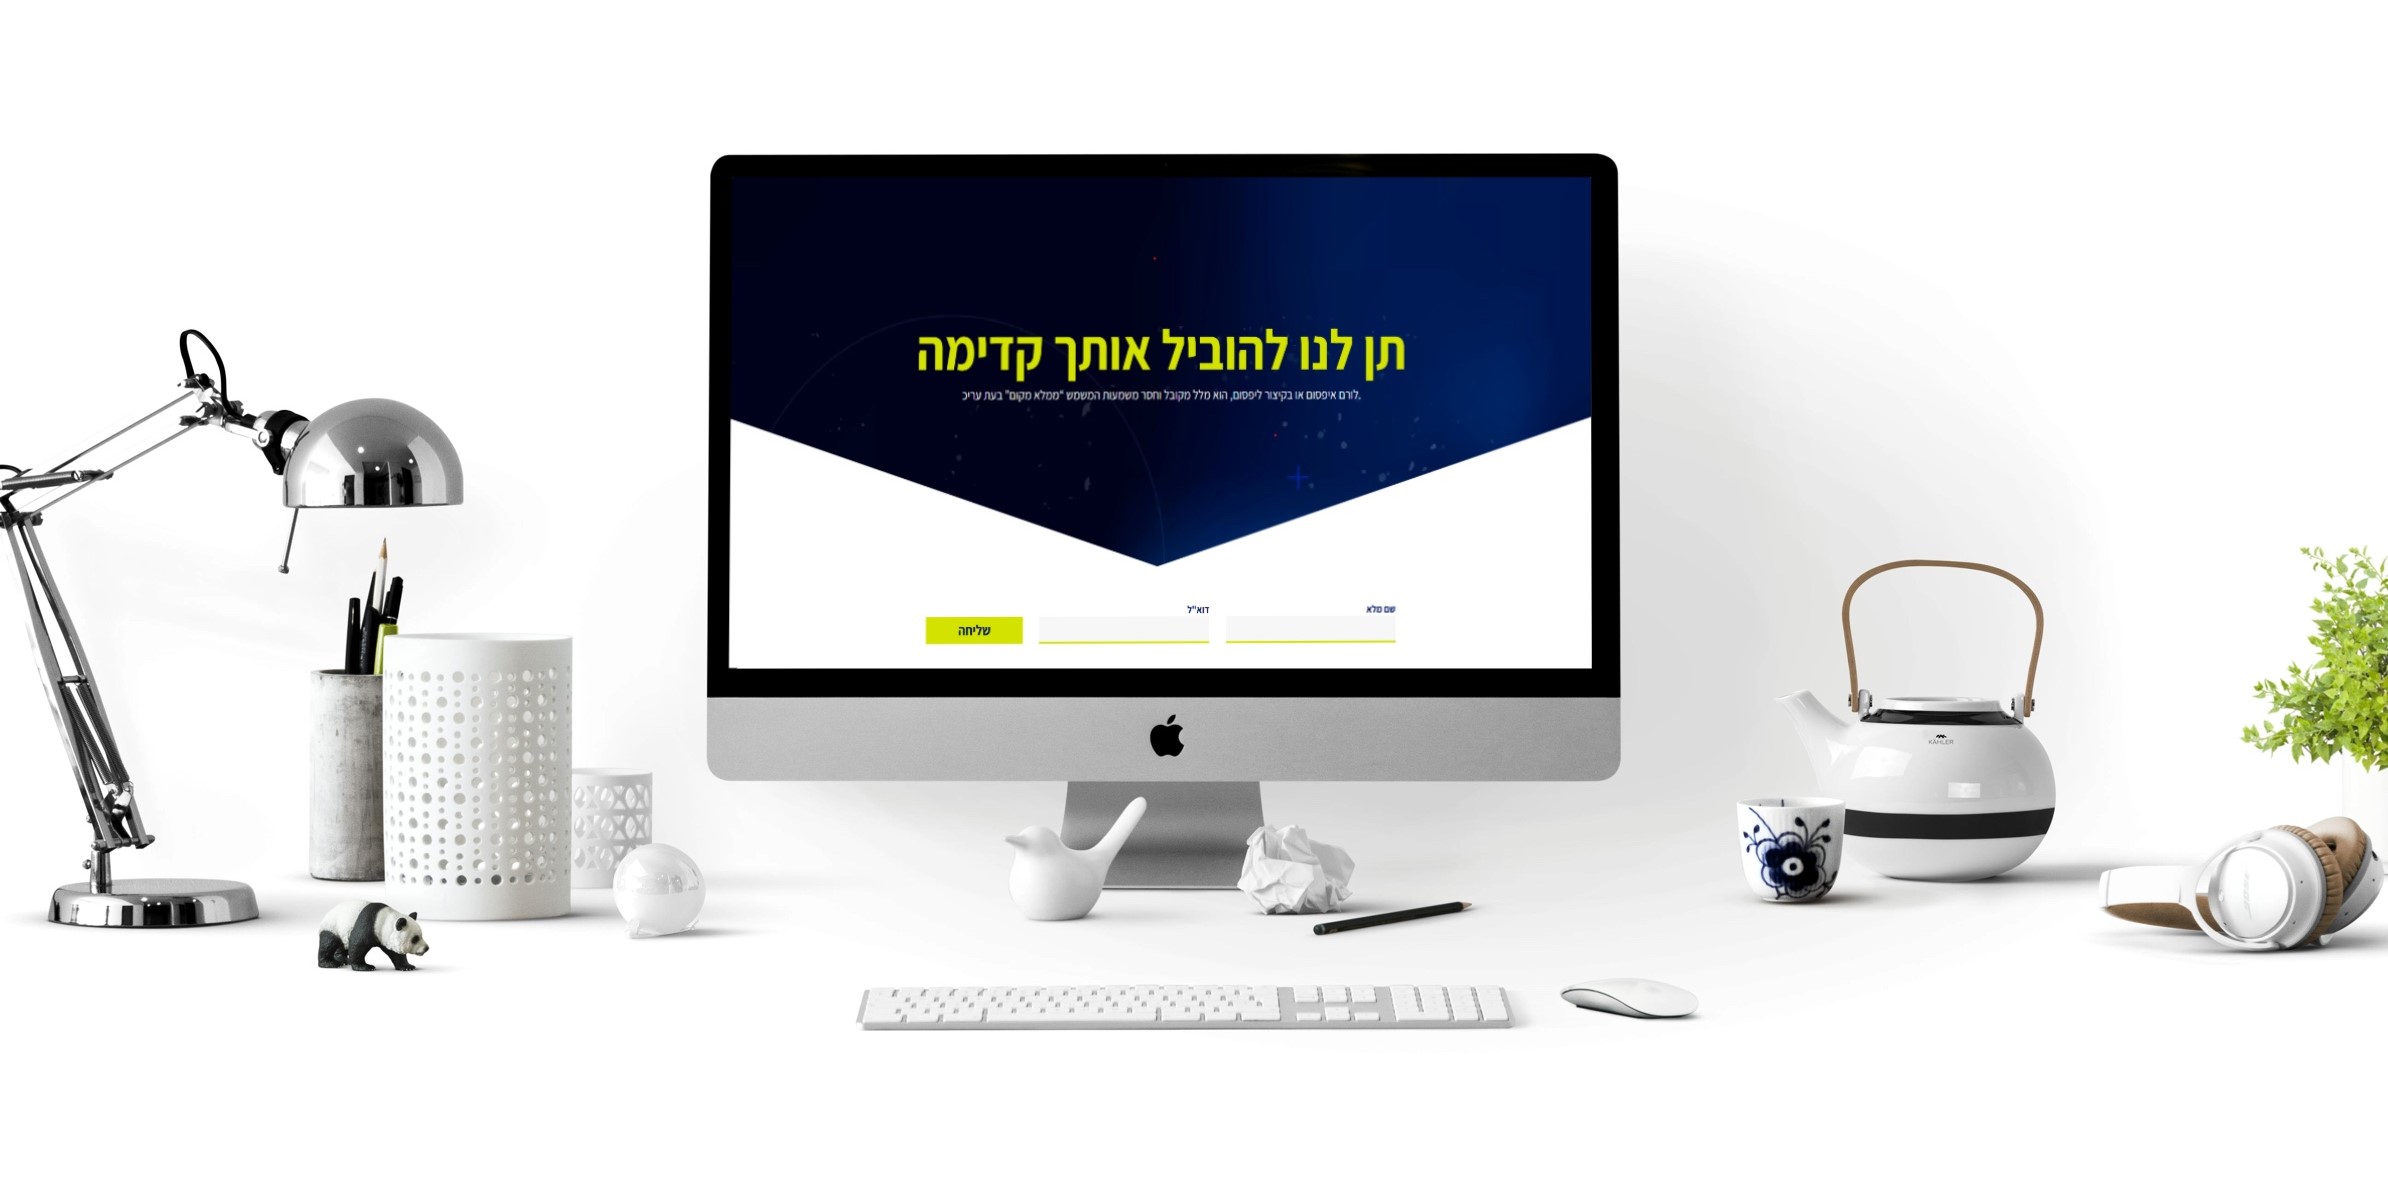 תן לנו להוביל אותך קדימה
לורם איפסום או בקיצור ליפסום, הוא מלל מקובל וחסר משמעות המשמש "ממלא מקום" בעת עריכ.
שם מלא
דוא"ל
שליחה
KÄHLER